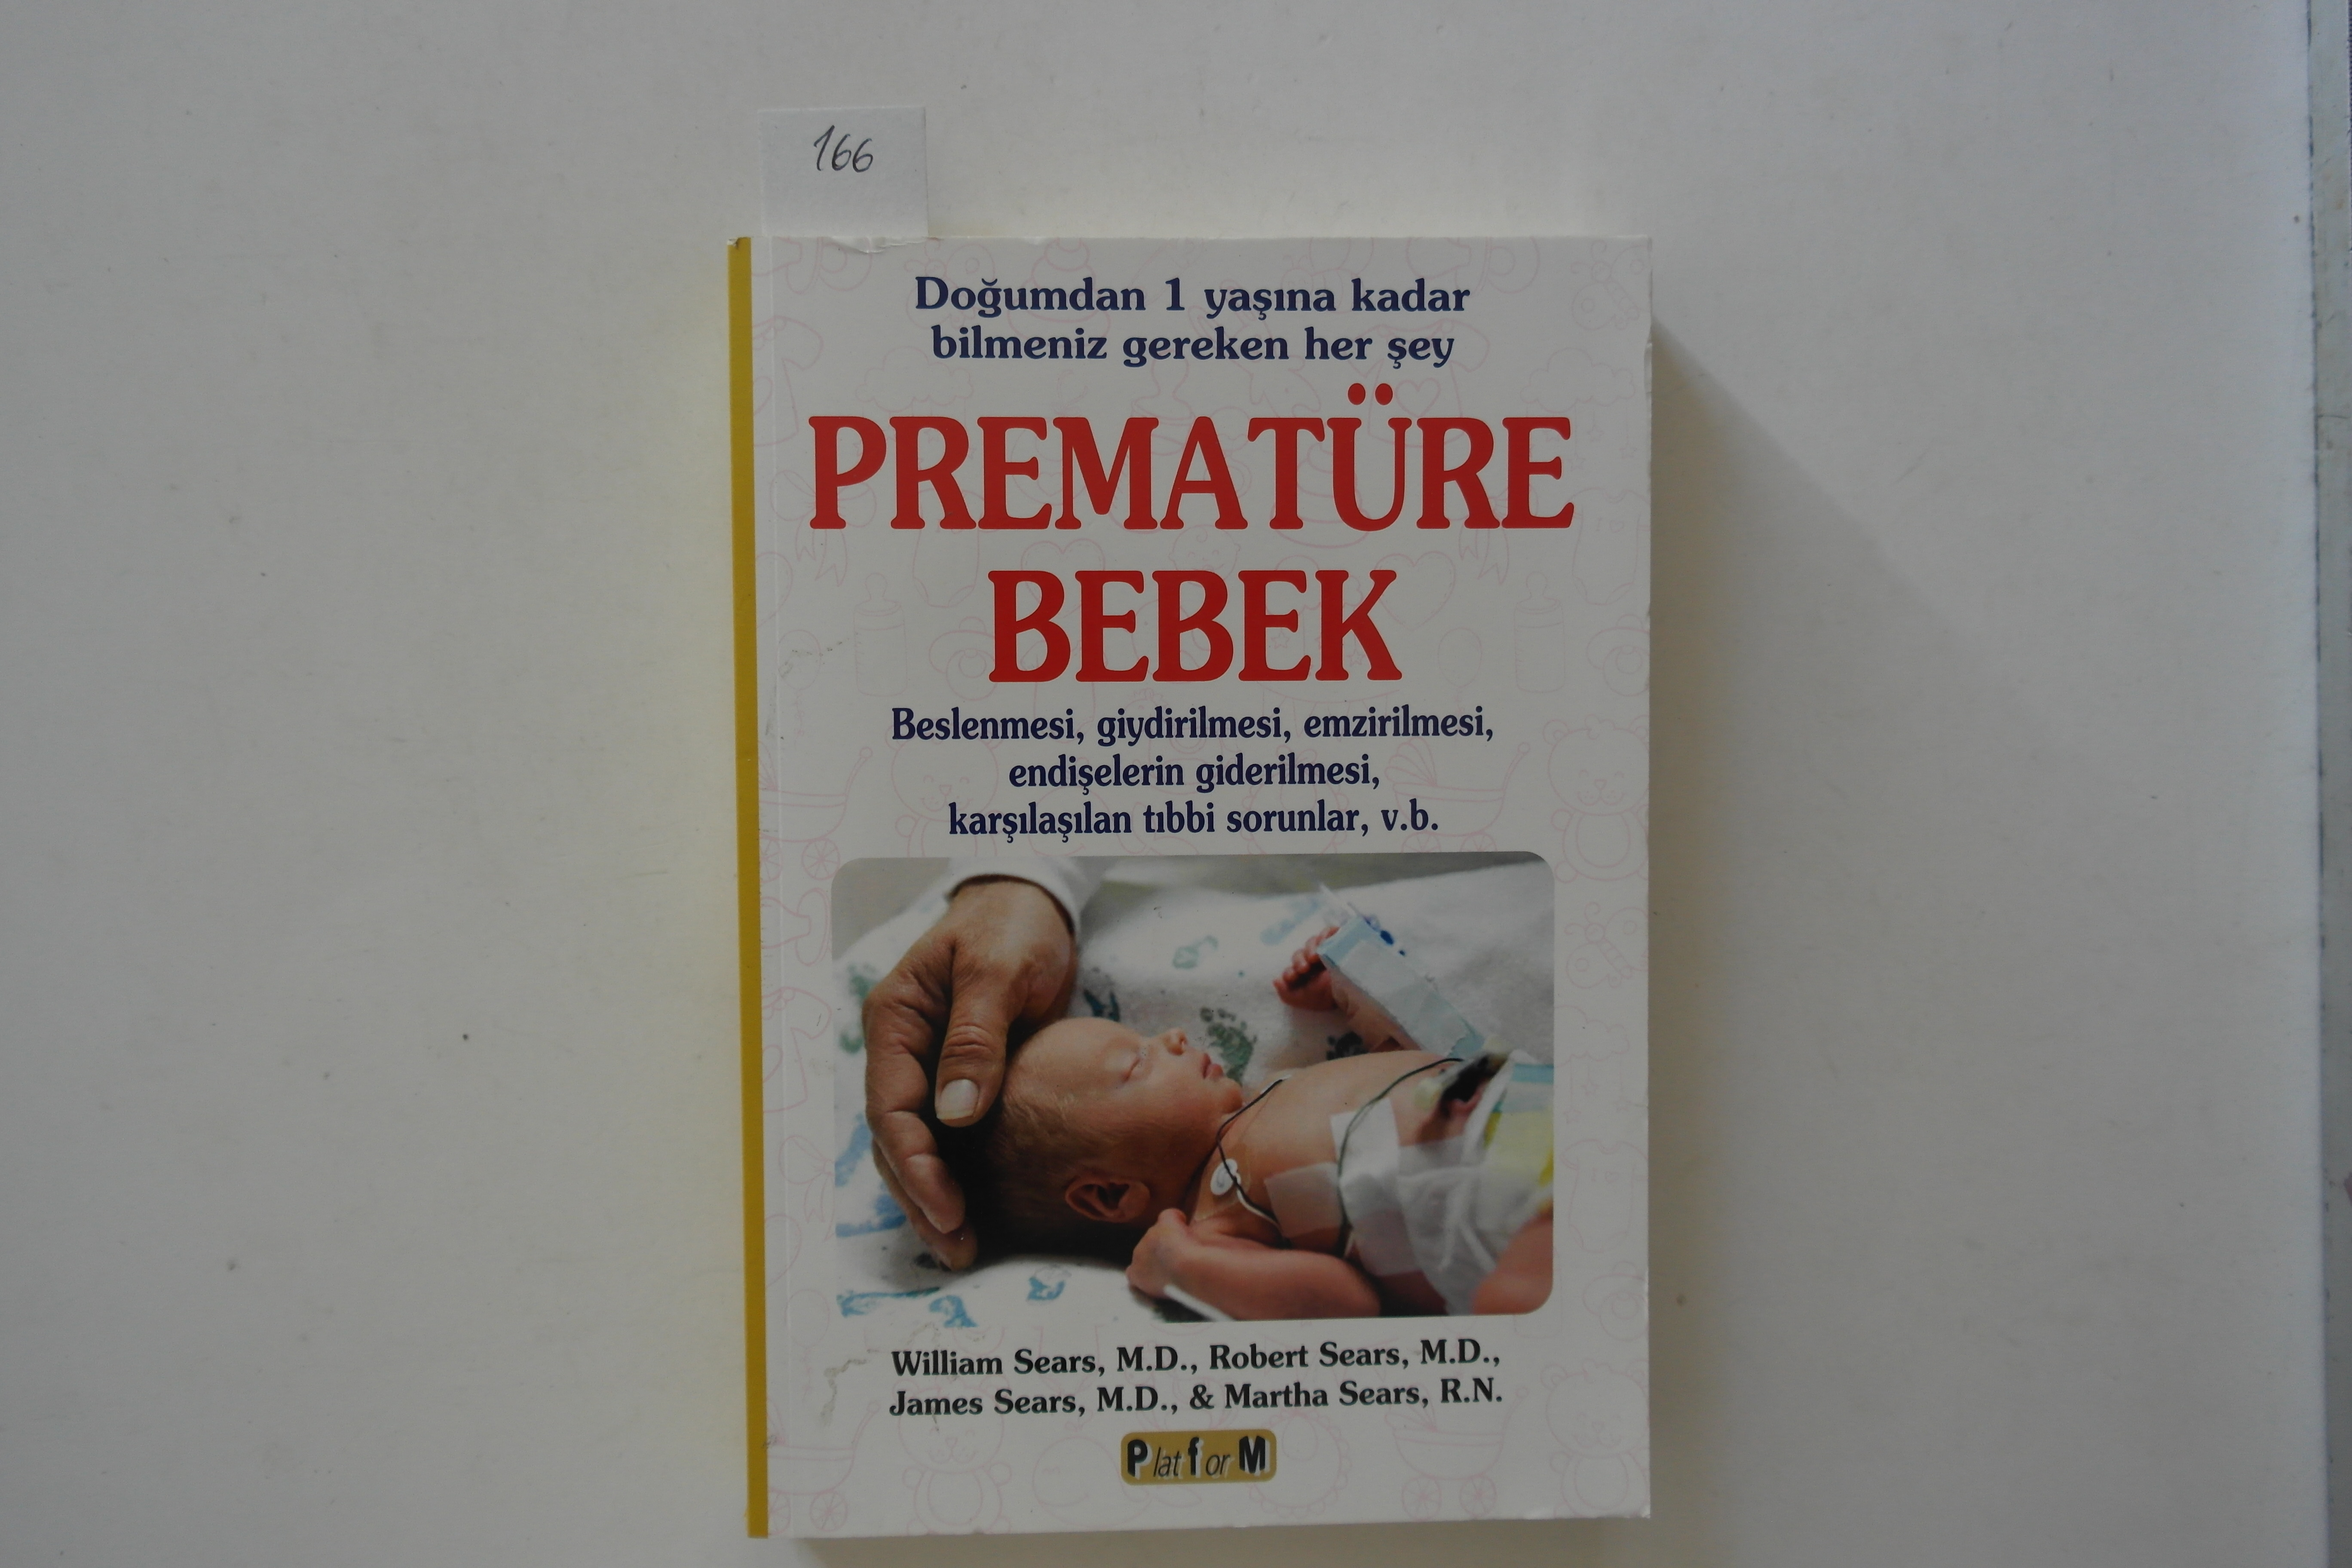 166
Doğumdan 1 yaşına kadar
bilmeniz gereken her şey
PREMATÜRE
BEBEK
Beslenmesi, giydirilmesi, emzirilmesi,
endişelerin giderilmesi,
karşılaşılan tıbbi sorunlar, v.b.
William Sears, M.D., Robert Sears, M.D.,
James Sears, M.D., & Martha Sears, R.N.
PlatforM